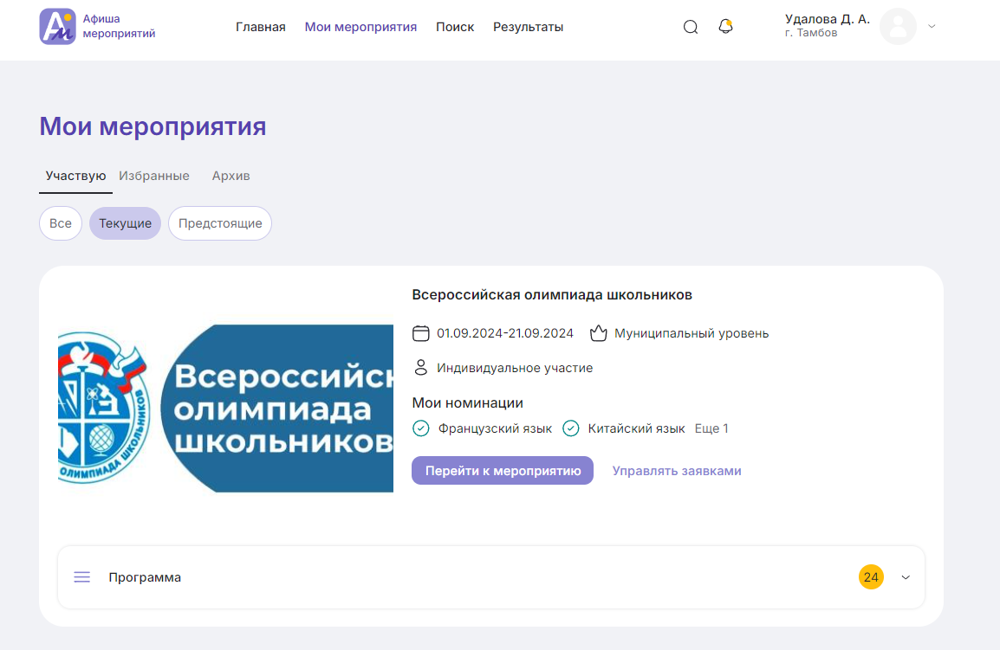 Афиша
мероприятий
Главная
Мои мероприятия
Поиск
Результаты
Удалова Д. А.
г. Тамбов
Мои мероприятия
Участвую
Избранные
Архив
Все
Текущие
Предстоящие
Всероссийск
олимпиада
школьников
ОЛИМПИАДА ШКОЛЬНИКОВ
Всероссийская олимпиада школьников
01.09.2024-21.09.2024
Муниципальный уровень
Индивидуальное участие
Мои номинации
Французский язык
Китайский язык
Еще 1
Перейти к мероприятию
Управлять заявками
Программа
24